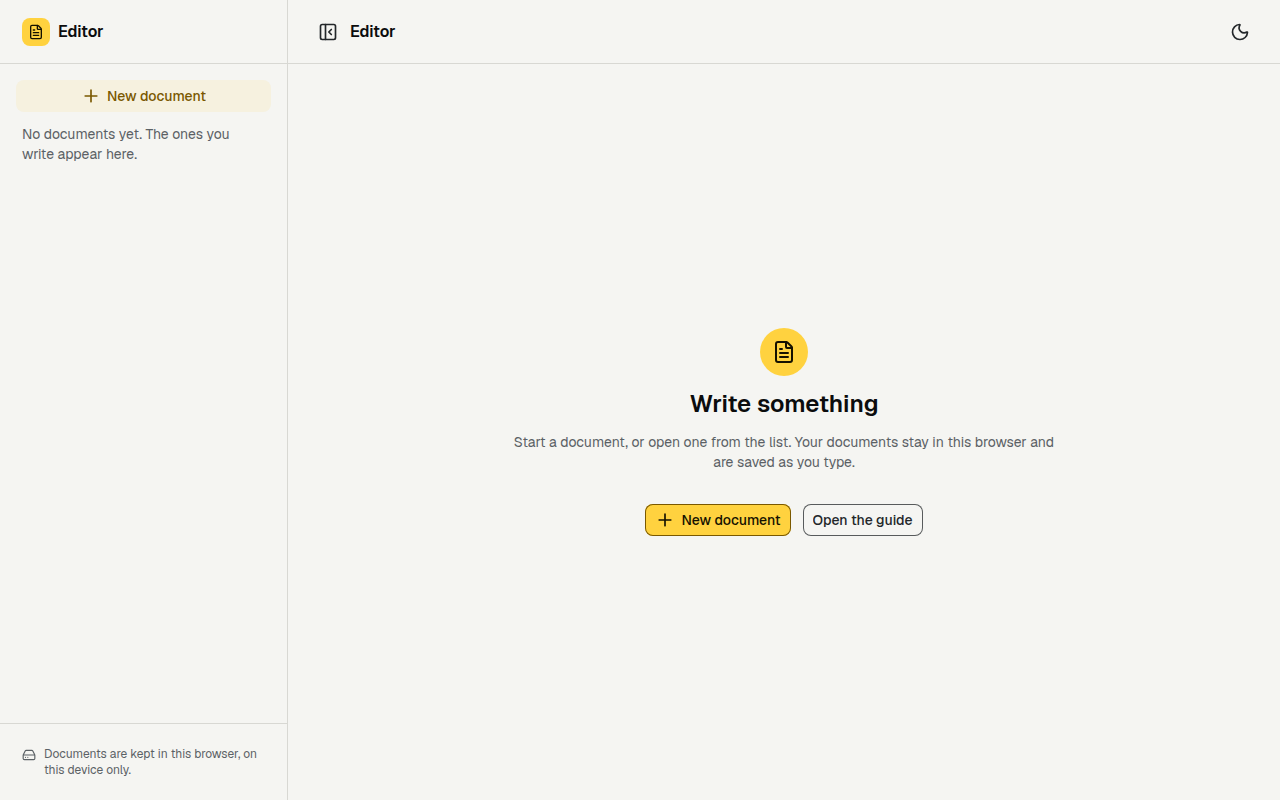 Editor
New document
No documents yet. The ones you
write appear here.
Documents are kept in this browser, on
this device only.
Editor
Write something
Start a document, or open one from the list. Your documents stay in this browser and
are saved as you type.
New document
Open the guide